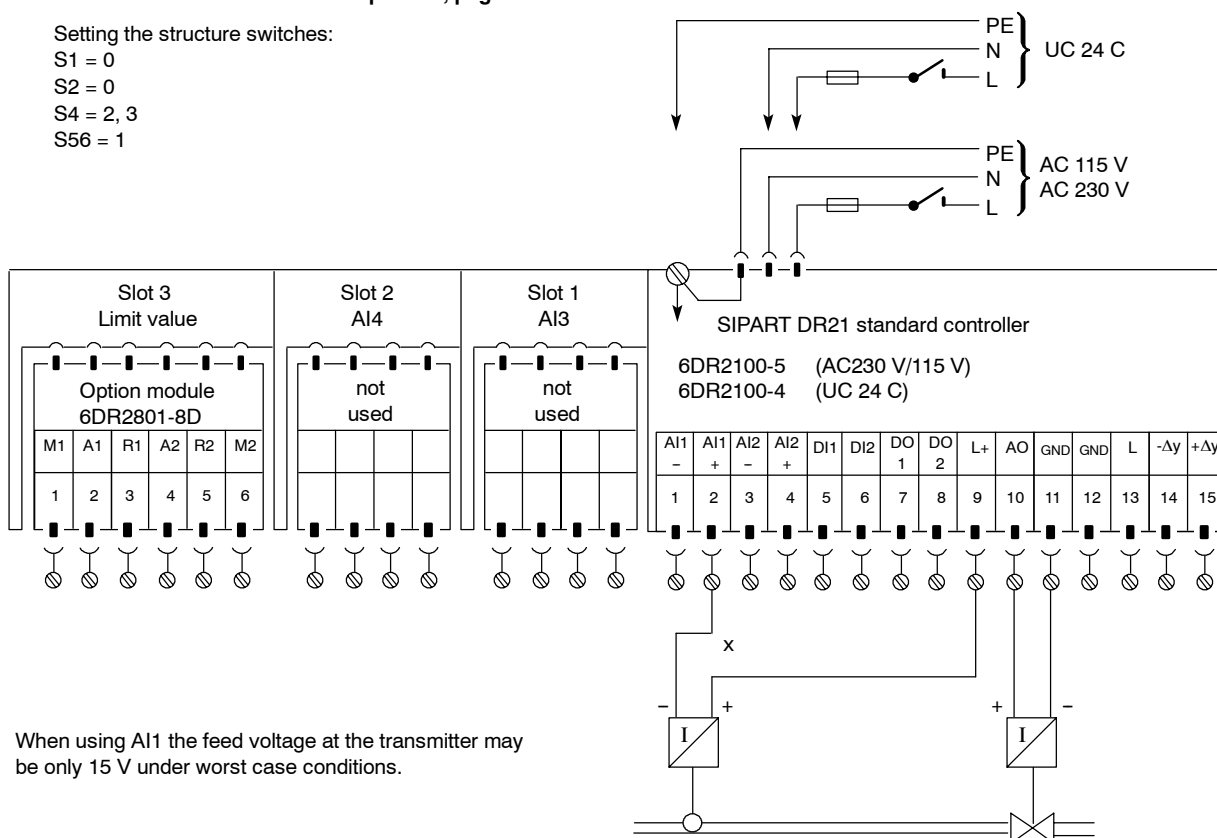 Setting the structure switches:
S1 = 0
S2 = 0
S4 = 2, 3
S56 = 1
PE
N
L
UC 24 C
PE
N
L
AC 115 V
AC 230 V
Slot 3
Limit value
Slot 2
AI4
Slot 1
AI3
Option module
6DR2801-8D
not
used
not
used
SIPART DR21 standard controller
6DR2100-5 (AC230 V/115 V)
6DR2100-4 (UC 24 C)
M1 A1 R1 A2 R2 M2
1 2 3 4 5 6
AI1 − AI1 + AI2 − AI2 + DI1 DI2 DO 1 DO 2 L+ AO GND GND L -Δy +Δy
1 2 3 4 5 6 7 8 9 10 11 12 13 14 15
x
− +
I
+ −
I
When using AI1 the feed voltage at the transmitter may
be only 15 V under worst case conditions.